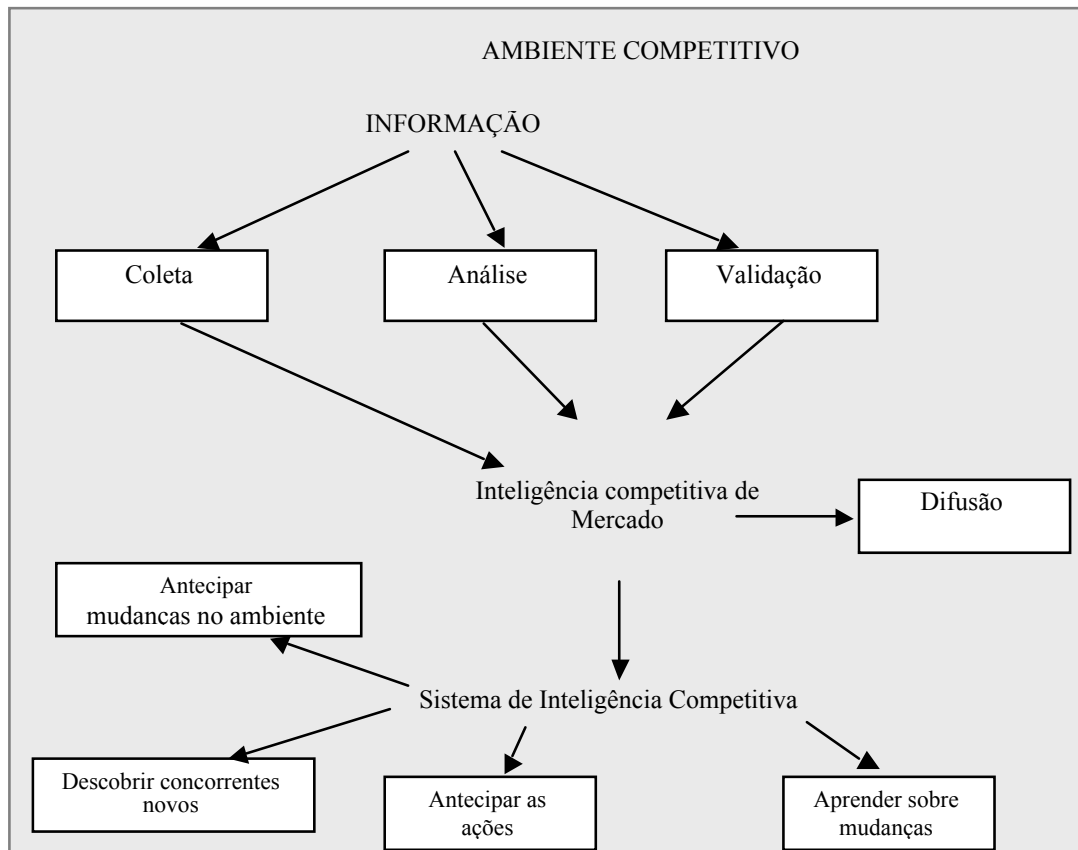 AMBIENTE COMPETITIVO
INFORMAÇÃO
Coleta
Análise
Validação
Inteligência competitiva de
Mercado
Difusão
Antecipar
mudancas no ambiente
Sistema de Inteligência Competitiva
Descobrir concorrentes
novos
Antecipar as
ações
Aprender sobre
mudanças